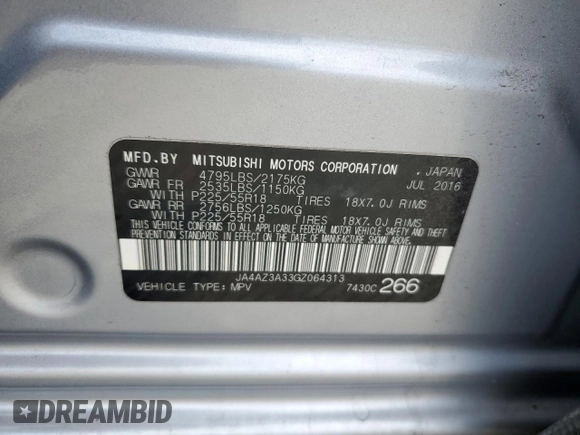 MFD.BY MITSUBISHI MOTORS CORPORATION . JAPAN
GVWR 4795LBS/2175KG JUL 2016
GAWR FR 2535LBS/1150KG
WITH P225/55R18 TIRES 18X7.0J RIMS
GAWR RR 2756LBS/1250KG
WITH P225/55R18 TIRES 18X7.0J RIMS
THIS VEHICLE CONFORMS TO ALL APPLICABLE FEDERAL MOTOR VEHICLE SAFETY AND THEFT
PREVENTION STANDARDS IN EFFECT ON THE DATE OF MANUFACTURE SHOWN ABOVE.
JA4AZ3A33GZ064313
VEHICLE TYPE: MPV 7430C 266
DREAMBID